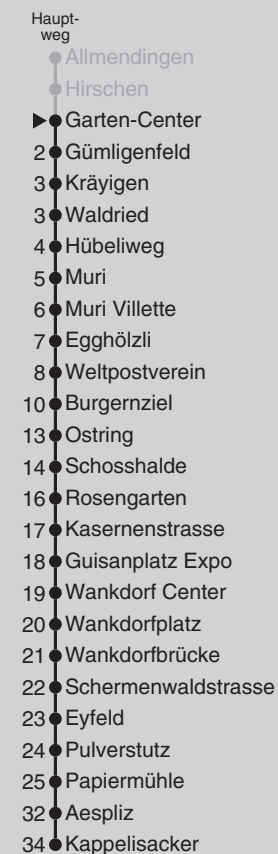 Haupt-
weg
Allmendingen
Hirschen
Garten-Center
2 Gümligenfeld
3 Kräyigen
3 Waldried
4 Hübeliweg
5 Muri
6 Muri Villette
7 Egghölzli
8 Weltpostverein
10 Burgernziel
13 Ostring
14 Schosshalde
16 Rosengarten
17 Kasernenstrasse
18 Guisanplatz Expo
19 Wankdorf Center
20 Wankdorfplatz
21 Wankdorfbrücke
22 Schermenwaldstrasse
23 Eyfeld
24 Pulverstutz
25 Papiermühle
32 Aespliz
34 Kappelisacker